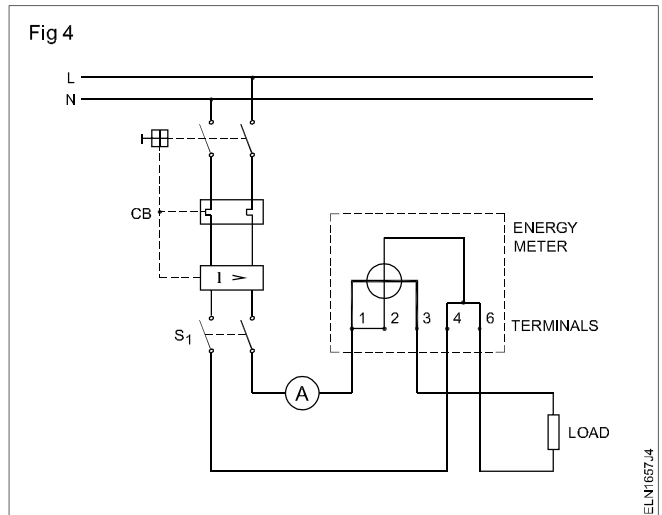 Fig 4
L
N
CB
I >
S1
A
ENERGY
METER
1 2 3 4 6
TERMINALS
LOAD
ELN1657J4